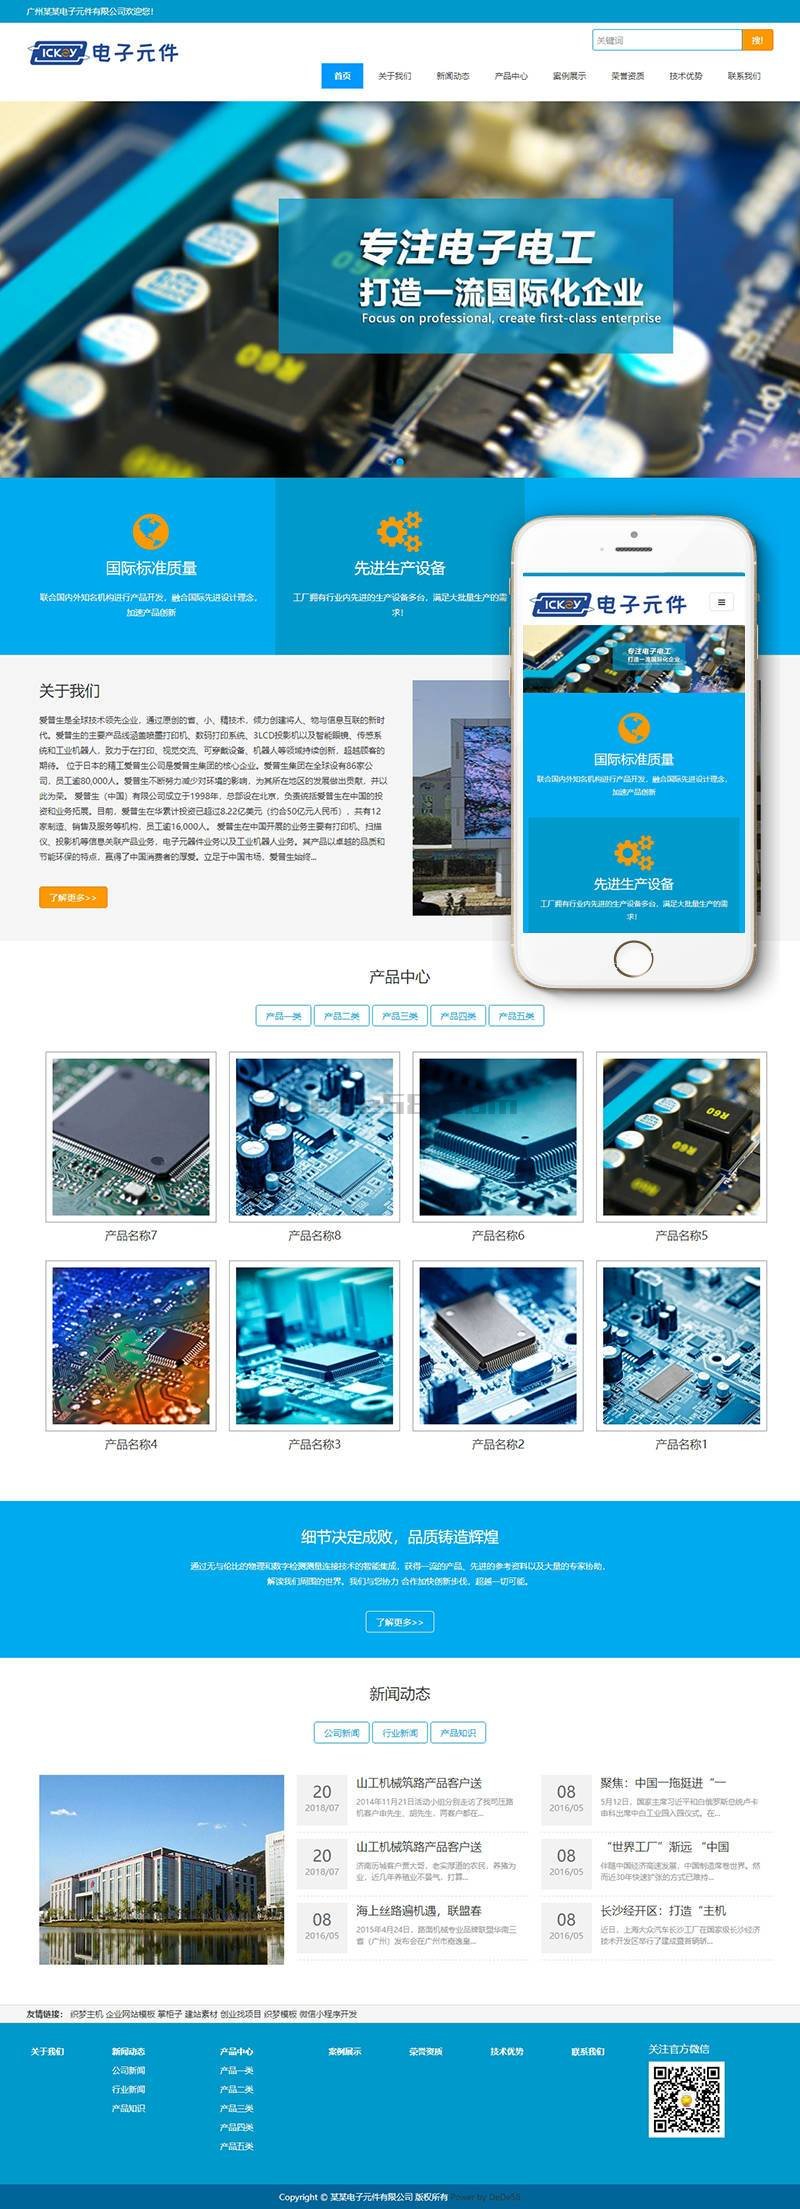 广州某某电子元件有限公司欢迎您!
ICKey 电子元件
关键词
搜!
首页 关于我们 新闻动态 产品中心 案例展示 荣誉资质 技术优势 联系我们
专注电子电工
打造一流国际化企业
Focus on professional, create first-class enterprise
R60
R60
OPTICAL
国际标准质量
联合国内外知名机构进行产品开发，融合国际先进设计理念，
加速产品创新
先进生产设备
工厂拥有行业内先进的生产设备多台，满足大批量生产的需
求!
ICKey 电子元件
专注电子电工
打造一流国际化企业
国际标准质量
联合国内外知名机构进行产品开发，融合国际先进设计理念，
加速产品创新
先进生产设备
工厂拥有行业内先进的生产设备多台，满足大批量生产的需
求!
关于我们
爱普生是全球技术领先企业，通过原创的省、小、精技术，倾力创建将人、物与信息互联的新时
代。爱普生的主要产品线涵盖喷墨打印机、数码打印系统、3LCD投影机以及智能眼镜、传感系
统和工业机器人，致力于在打印、视觉交流、可穿戴设备、机器人等领域持续创新，超越顾客的
期待。 位于日本的精工爱普生公司是爱普生集团的核心企业。爱普生集团在全球设有86家公
司，员工逾80,000人。爱普生不断努力减少对环境的影响，为其所在地区的发展做出贡献，并以
此为荣。 爱普生（中国）有限公司成立于1998年，总部设在北京，负责统括爱普生在中国的投
资和业务拓展。目前，爱普生在华累计投资已超过8.22亿美元（约合50亿元人民币），共有12
家制造、销售及服务等机构，员工逾16,000人。 爱普生在中国开展的业务主要有打印机、扫描
仪、投影机等信息关联产品业务，电子元器件业务以及工业机器人业务。其产品以卓越的品质和
节能环保的特点，赢得了中国消费者的厚爱。立足于中国市场，爱普生始终...
了解更多>>
产品中心
产品一类 产品二类 产品三类 产品四类 产品五类
R60
R60
产品名称7 产品名称8 产品名称6 产品名称5
产品名称4 产品名称3 产品名称2 产品名称1
细节决定成败，品质铸造辉煌
通过无与伦比的物理和数字检测测量连接技术的智能集成，获得一流的产品、先进的参考资料以及大量的专家协助，
解读我们周围的世界。我们与您协力 合作加快创新步伐，超越一切可能。
了解更多>>
新闻动态
公司新闻 行业新闻 产品知识
20
2018/07
山工机械筑路产品客户送
2014年11月21日活动小组分别走访了我司压路
机客户申先生、胡先生，两客户都在...
08
2016/05
聚焦：中国一拖挺进“一
5月12日，国家主席习近平和白俄罗斯总统卢卡
申科出席中白工业园入园仪式。在...
20
2018/07
山工机械筑路产品客户送
济南历城客户贾大哥，老实厚道的农民，养猪为
业，近几年养殖业不景气，打算...
08
2016/05
“世界工厂”渐远 “中国
伴随中国经济高速发展，中国制造席卷世界。然
而近30年快速扩张的方式已难持...
08
2016/05
海上丝路遍机遇，联盟春
2015年4月24日，路面机械专业品牌联盟华南三
省（广州）发布会在广州市嘉逸皇...
08
2016/05
长沙经开区：打造“主机
近日，上海大众汽车长沙工厂在国家级长沙经济
技术开发区举行了建成暨首辆轿...
友情链接： 织梦主机 企业网站模板 掌柜子 建站素材 创业找项目 织梦模板 微信小程序开发
关于我们 新闻动态 产品中心 案例展示 荣誉资质 技术优势 联系我们 关注官方微信
公司新闻 产品一类
行业新闻 产品二类
产品知识 产品三类
产品四类
产品五类
Copyright © 某某电子元件有限公司 版权所有 Power by DeDe58